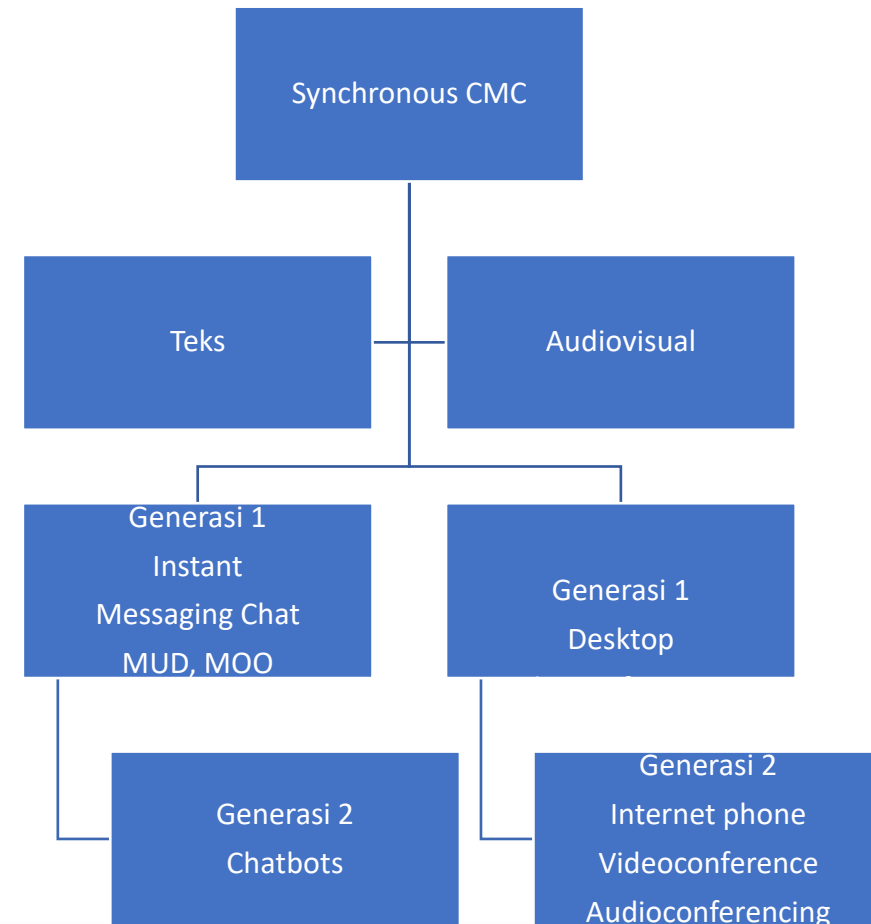 Synchronous CMC
Teks
Audiovisual
Generasi 1
Instant
Messaging Chat
MUD, MOO
Generasi 1
Desktop
Generasi 2
Chatbots
Generasi 2
Internet phone
Videoconference
Audioconferencing